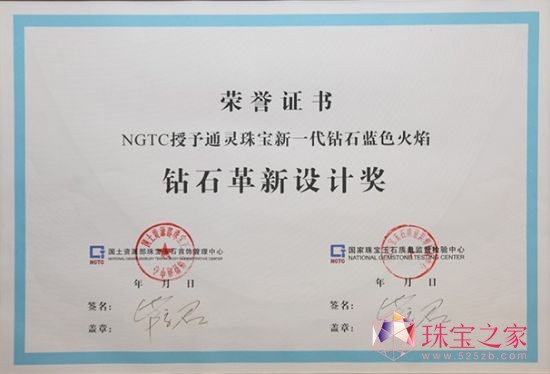 荣誉证书
NGTC授予通灵珠宝新一代钻石蓝色火焰
钻石革新设计奖
NGTC
国土资源部珠宝玉石首饰管理中心
NGTC
国家珠宝玉石质量监督检验中心
NATIONAL GEMSTONE TESTING CENTER
年 月 日
年 月 日
签名：
签名：
盖章：
盖章：
珠宝之家
www.525zb.com